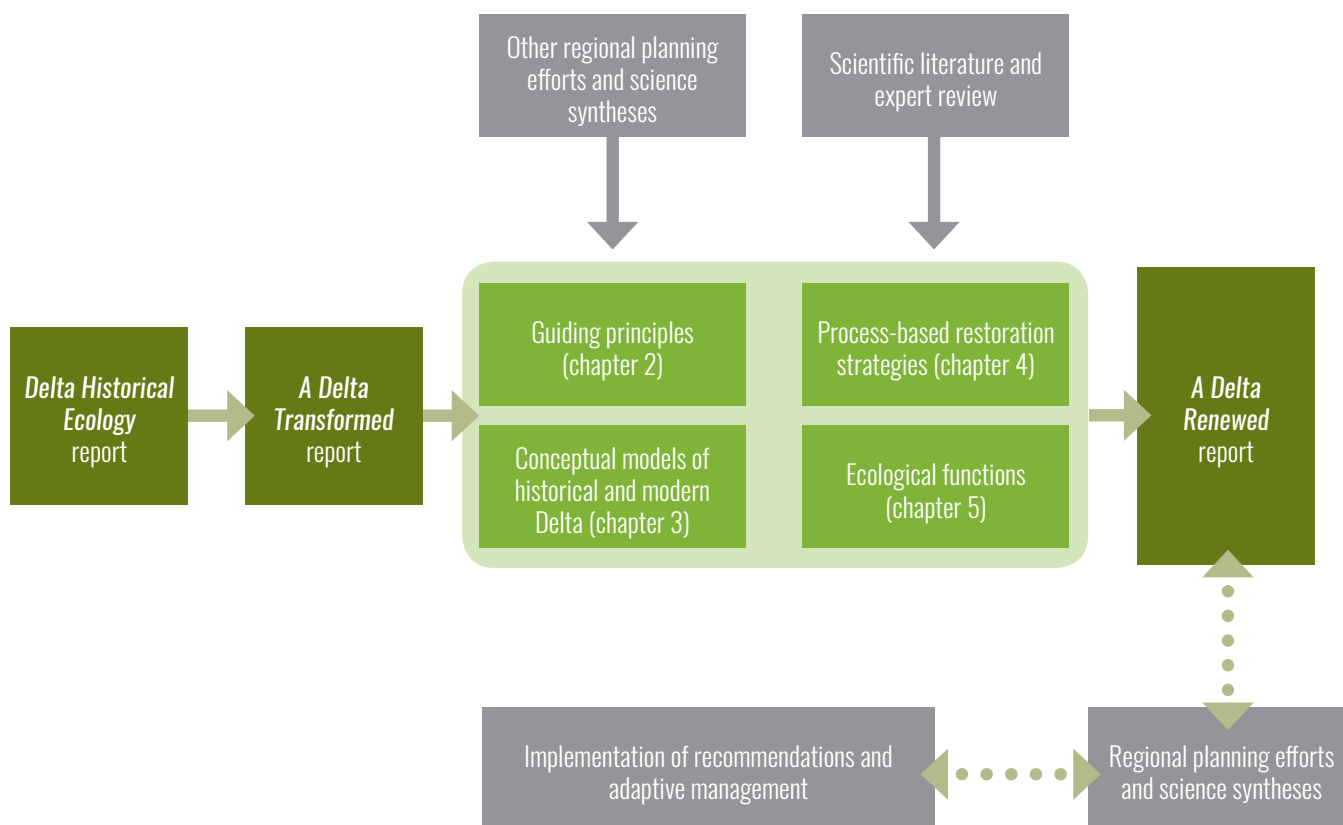 Other regional planning
efforts and science
syntheses
Scientific literature and
expert review
Delta Historical
Ecology
report
A Delta
Transformed
report
Guiding principles
(chapter 2)
Process-based restoration
strategies (chapter 4)
Conceptual models of
historical and modern
Delta (chapter 3)
Ecological functions
(chapter 5)
A Delta
Renewed
report
Implementation of recommendations and
adaptive management
Regional planning efforts
and science syntheses